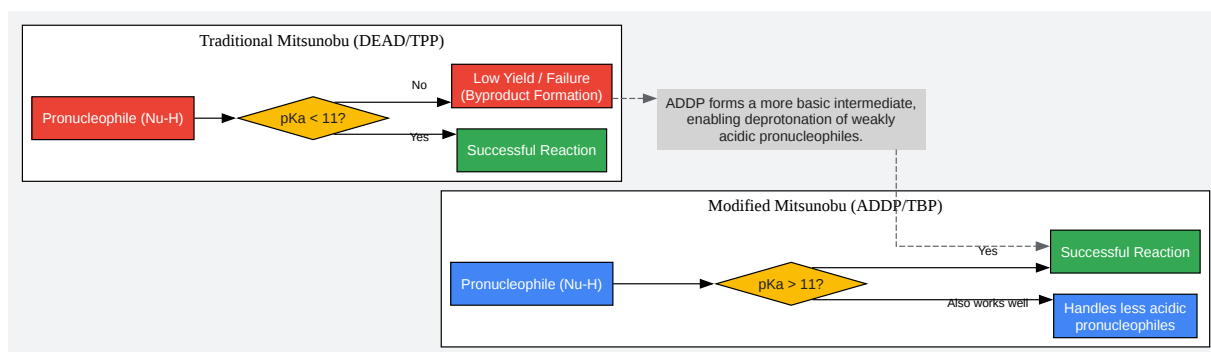 Traditional Mitsunobu (DEAD/TPP)
Pronucleophile (Nu-H)
pKa < 11?
No
Low Yield / Failure
(Byproduct Formation)
Yes
Successful Reaction
ADDP forms a more basic intermediate,
enabling deprotonation of weakly
acidic pronucleophiles.
Modified Mitsunobu (ADDP/TBP)
Pronucleophile (Nu-H)
pKa > 11?
Yes
Successful Reaction
Also works well
Handles less acidic
pronucleophiles